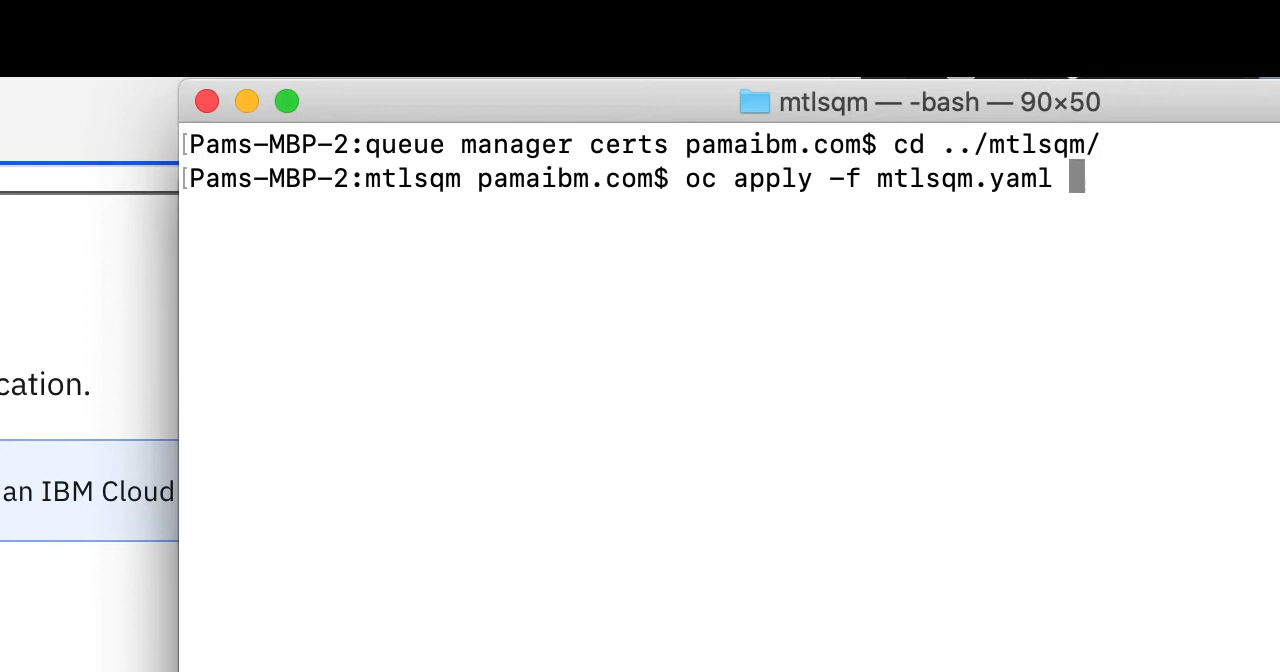 mtlsqm — -bash — 90×50
[Pams-MBP-2:queue manager certs pamaibm.com$ cd ../mtlsqm/
[Pams-MBP-2:mtlsqm pamaibm.com$ oc apply -f mtlsqm.yaml
cation.
an IBM Cloud